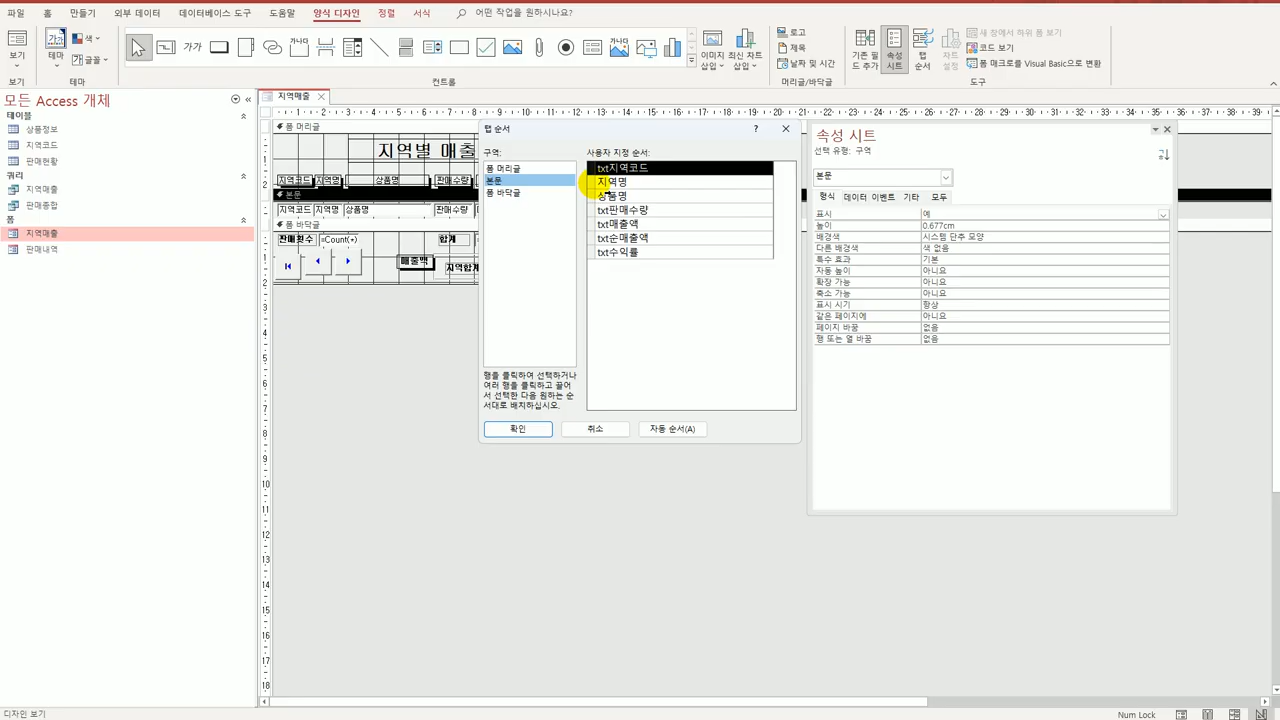 파일 홈 만들기 외부 데이터 데이터베이스 도구 도움말 양식 디자인 정렬 서식 어떤 작업을 원하시나요?
보기 테마 색 글꼴 가나다 이미지 삽입 최신 차트 삽입 로고 제목 날짜 및 시간 기존 필드 추가 속성 시트 탭 순서 차트 설정 새 창에서 하위 폼 보기 코드 보기 폼 매크로를 Visual Basic으로 변환
보기 테마 컨트롤 머리글/바닥글 도구
모든 Access 개체
테이블
상품정보
지역코드
판매현황
쿼리
지역매출
판매종합
폼
지역매출
판매내역
지역매출
폼 머리글
지역별 매출
지역코드 지역명 상품명 판매수량
본문
지역코드 지역명 상품명 판매수량
폼 바닥글
판매횟수 =Count(*) 합계
매출액 지역합계
탭 순서
구역: 사용자 지정 순서:
폼 머리글
본문
폼 바닥글
txt지역코드
지역명
상품명
txt판매수량
txt매출액
txt순매출액
txt수익률
행을 클릭하여 선택하거나
여러 행을 클릭하고 끌어
서 선택한 다음 원하는 순
서대로 배치하십시오.
확인 취소 자동 순서(A)
속성 시트
선택 유형: 구역
본문
형식 데이터 이벤트 기타 모두
표시 예
높이 0.677cm
배경색 시스템 단추 모양
다른 배경색 색 없음
특수 효과 기본
자동 높이 아니요
확장 가능 아니요
축소 가능 아니요
표시 시기 항상
같은 페이지에 아니요
페이지 바꿈 없음
행 또는 열 바꿈 없음
디자인 보기 Num Lock